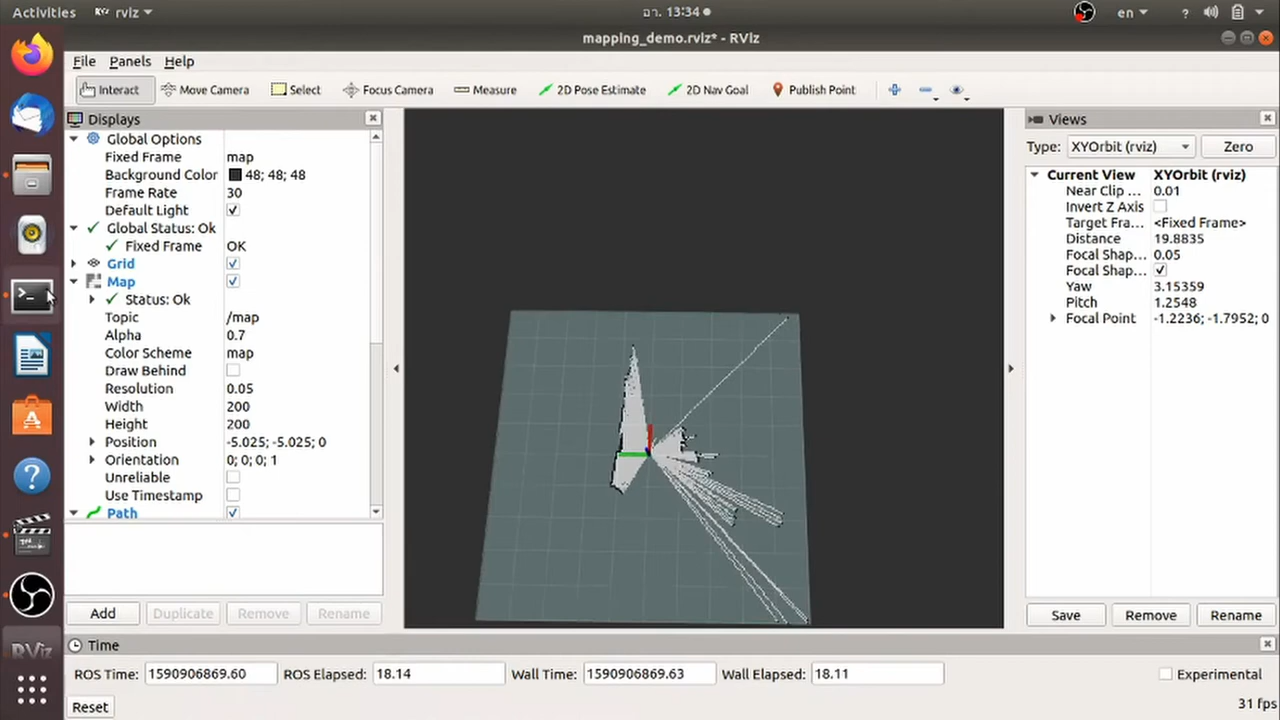 Activities rviz อา. 13:34 en ?
mapping_demo.rviz* - RViz
File Panels Help
Interact Move Camera Select Focus Camera Measure 2D Pose Estimate 2D Nav Goal Publish Point
Displays
Global Options
Fixed Frame map
Background Color 48; 48; 48
Frame Rate 30
Default Light
Global Status: Ok
Fixed Frame OK
Grid
Map
Status: Ok
Topic /map
Alpha 0.7
Color Scheme map
Draw Behind
Resolution 0.05
Width 200
Height 200
Position -5.025; -5.025; 0
Orientation 0; 0; 0; 1
Unreliable
Use Timestamp
Path
Add Duplicate Remove Rename
Views
Type: XYOrbit (rviz) Zero
Current View XYOrbit (rviz)
Near Clip ... 0.01
Invert Z Axis
Target Fra... <Fixed Frame>
Distance 19.8835
Focal Shap... 0.05
Focal Shap...
Yaw 3.15359
Pitch 1.2548
Focal Point -1.2236; -1.7952; 0
Save Remove Rename
RViz
Time
ROS Time: 1590906869.60 ROS Elapsed: 18.14 Wall Time: 1590906869.63 Wall Elapsed: 18.11 Experimental
Reset 31 fps